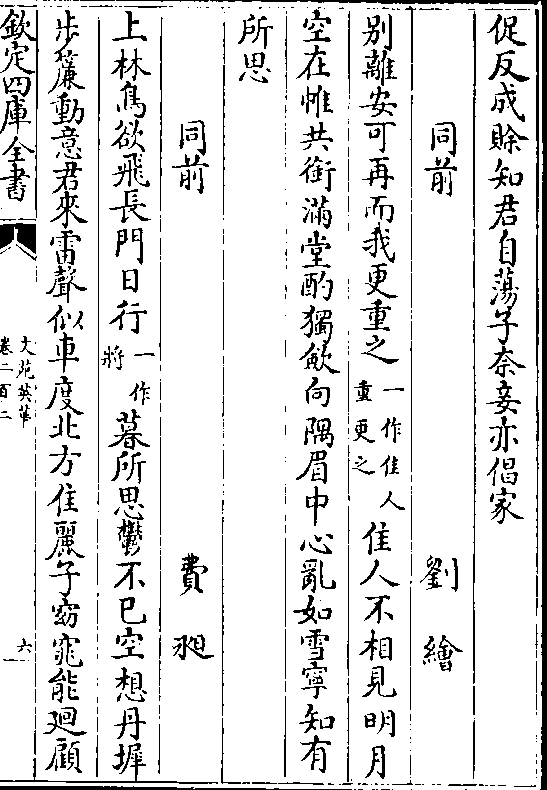 促反成賖知君自蕩子奈妾亦倡家
同前　劉繪
别離安可再而我更重之一作佳人重更之佳人不相見明月
空在帷共銜滿堂酌獨斂向隅眉中心亂如雪寧知有
所思
同前　費昶
上林鳥欲飛長門日行一作將暮所思鬱不已空想丹墀
步簾動意君來雷聲似車度北方佳麗子窈窕能廻顧
欽定四庫全書
文苑英華
卷二百二
六